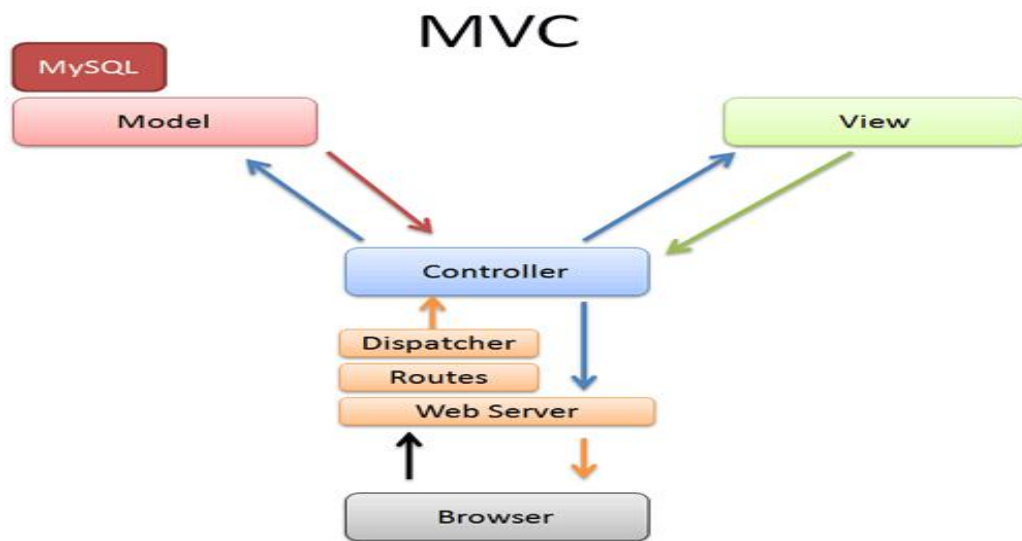 MVC
MySQL
Model
View
Controller
Dispatcher
Routes
Web Server
Browser